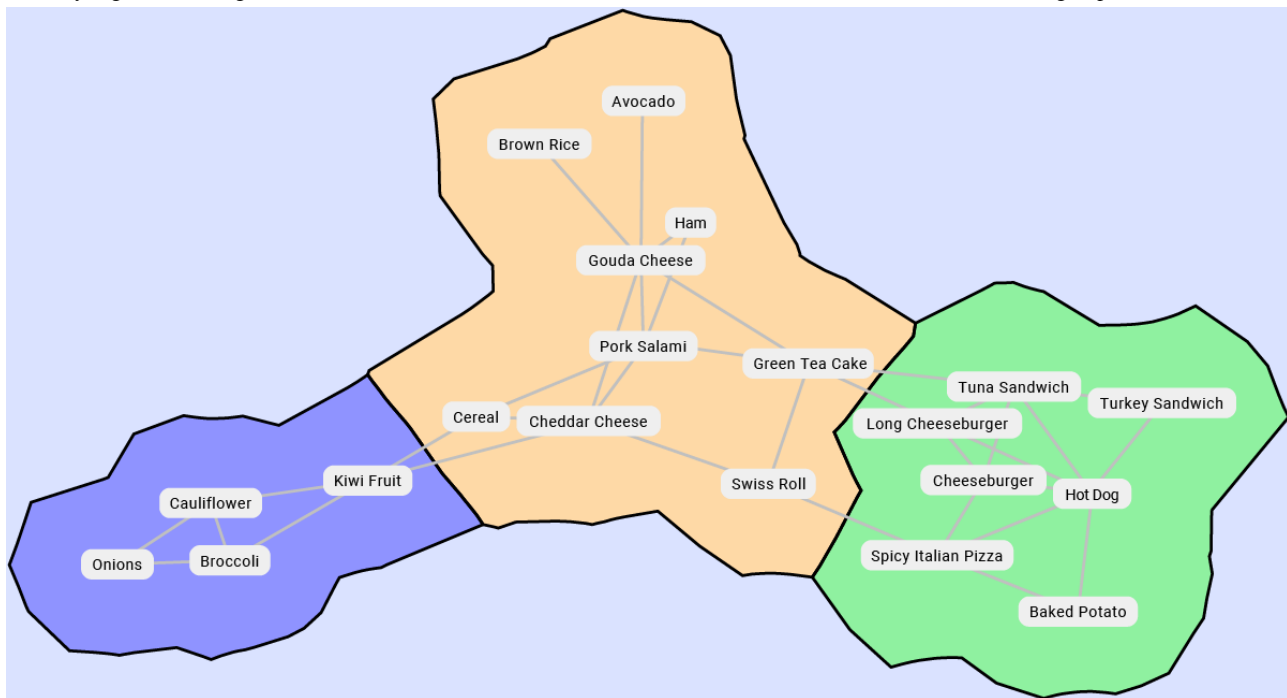 Avocado
Brown Rice
Ham
Gouda Cheese
Pork Salami
Green Tea Cake
Tuna Sandwich
Turkey Sandwich
Cereal
Cheddar Cheese
Long Cheeseburger
Kiwi Fruit
Swiss Roll
Cheeseburger
Hot Dog
Cauliflower
Onions
Broccoli
Spicy Italian Pizza
Baked Potato